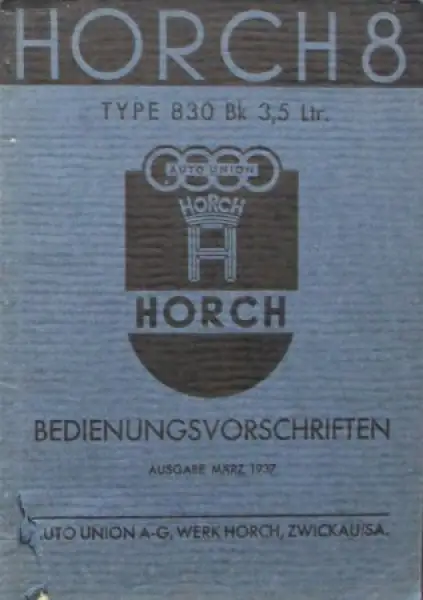 HORCH 8
TYPE 830 Bk 3,5 Ltr.
AUTO UNION
HORCH
H
HORCH
BEDIENUNGSVORSCHRIFTEN
AUSGABE MÄRZ 1937
AUTO UNION A-G, WERK HORCH, ZWICKAU/SA.